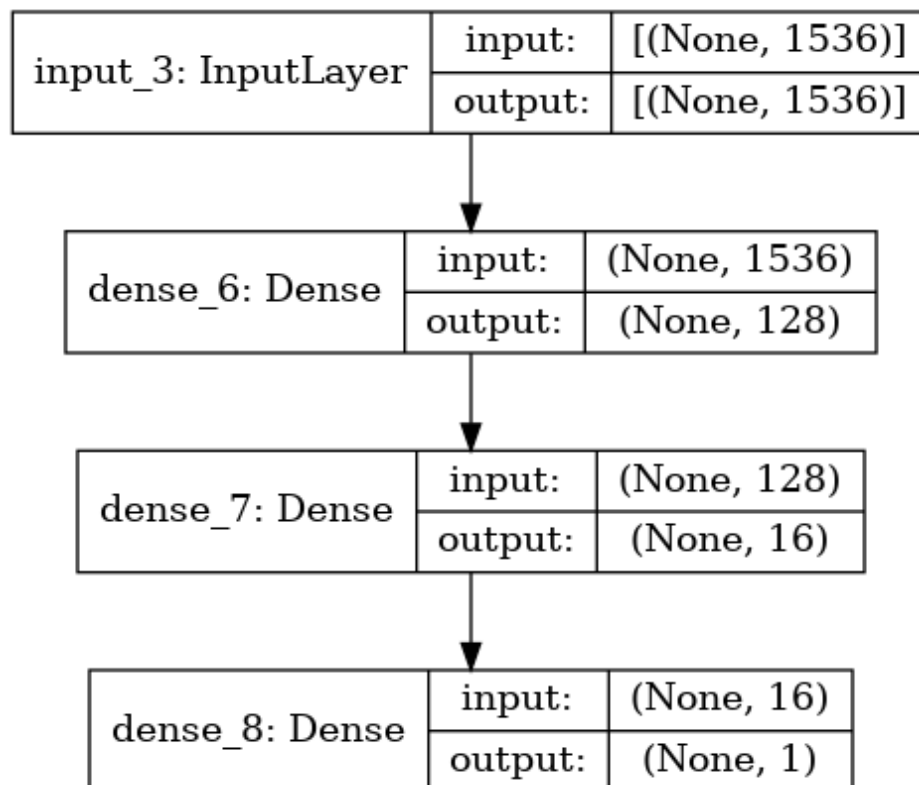 input_3: InputLayer
input: [(None, 1536)]
output: [(None, 1536)]
dense_6: Dense
input: (None, 1536)
output: (None, 128)
dense_7: Dense
input: (None, 128)
output: (None, 16)
dense_8: Dense
input: (None, 16)
output: (None, 1)